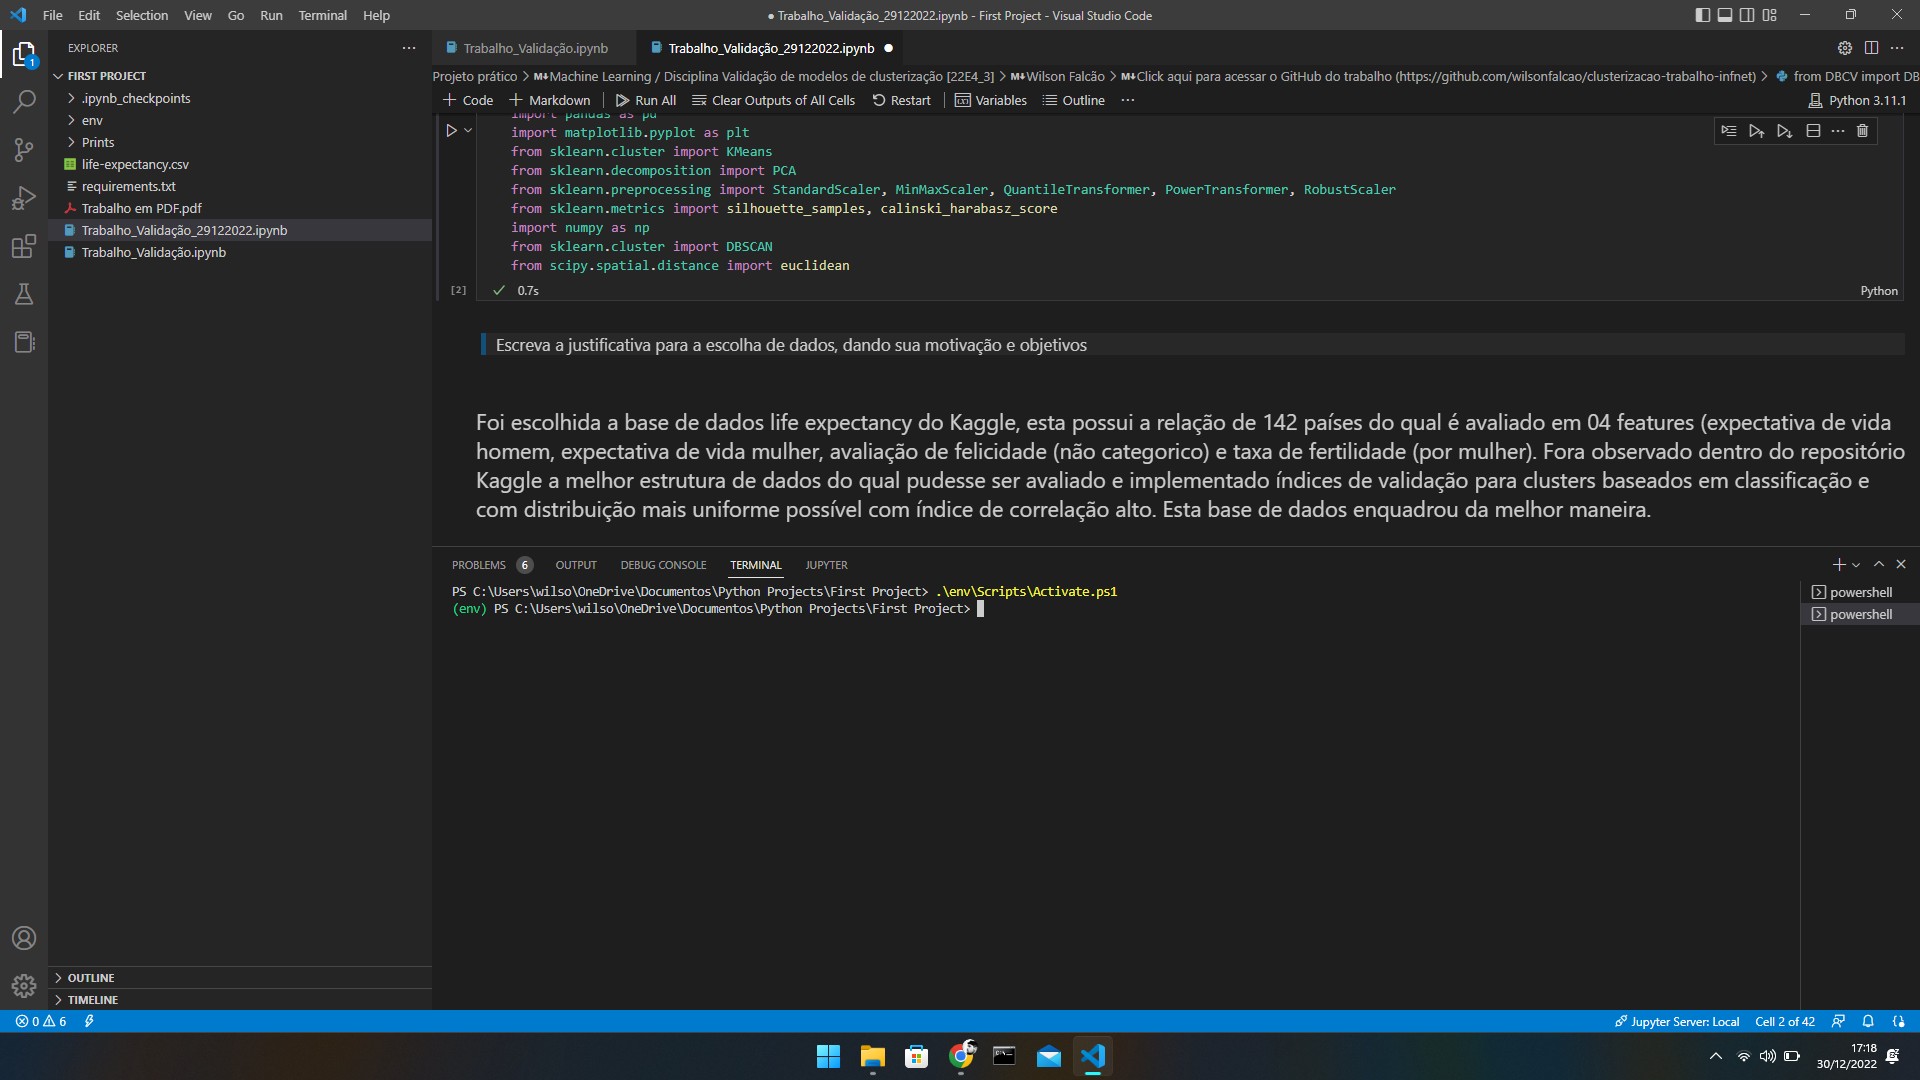 File Edit Selection View Go Run Terminal Help
● Trabalho_Validação_29122022.ipynb - First Project - Visual Studio Code
EXPLORER
FIRST PROJECT
.ipynb_checkpoints
env
Prints
life-expectancy.csv
requirements.txt
Trabalho em PDF.pdf
Trabalho_Validação_29122022.ipynb
Trabalho_Validação.ipynb
OUTLINE
TIMELINE
1
Trabalho_Validação.ipynb
Trabalho_Validação_29122022.ipynb
Projeto prático > M↓Machine Learning / Disciplina Validação de modelos de clusterização [22E4_3] > M↓Wilson Falcão > M↓Click aqui para acessar o GitHub do trabalho (https://github.com/wilsonfalcao/clusterizacao-trabalho-infnet) > from DBCV import DB
Code Markdown Run All Clear Outputs of All Cells Restart Variables Outline ···
Python 3.11.1
import pandas as pd
import matplotlib.pyplot as plt
from sklearn.cluster import KMeans
from sklearn.decomposition import PCA
from sklearn.preprocessing import StandardScaler, MinMaxScaler, QuantileTransformer, PowerTransformer, RobustScaler
from sklearn.metrics import silhouette_samples, calinski_harabasz_score
import numpy as np
from sklearn.cluster import DBSCAN
from scipy.spatial.distance import euclidean
[2] ✓ 0.7s Python
Escreva a justificativa para a escolha de dados, dando sua motivação e objetivos
Foi escolhida a base de dados life expectancy do Kaggle, esta possui a relação de 142 países do qual é avaliado em 04 features (expectativa de vida
homem, expectativa de vida mulher, avaliação de felicidade (não categorico) e taxa de fertilidade (por mulher). Fora observado dentro do repositório
Kaggle a melhor estrutura de dados do qual pudesse ser avaliado e implementado índices de validação para clusters baseados em classificação e
com distribuição mais uniforme possível com índice de correlação alto. Esta base de dados enquadrou da melhor maneira.
PROBLEMS 6 OUTPUT DEBUG CONSOLE TERMINAL JUPYTER
PS C:\Users\wilso\OneDrive\Documentos\Python Projects\First Project> .\env\Scripts\Activate.ps1
(env) PS C:\Users\wilso\OneDrive\Documentos\Python Projects\First Project>
powershell
powershell
0 6
Jupyter Server: Local Cell 2 of 42
17:18
30/12/2022